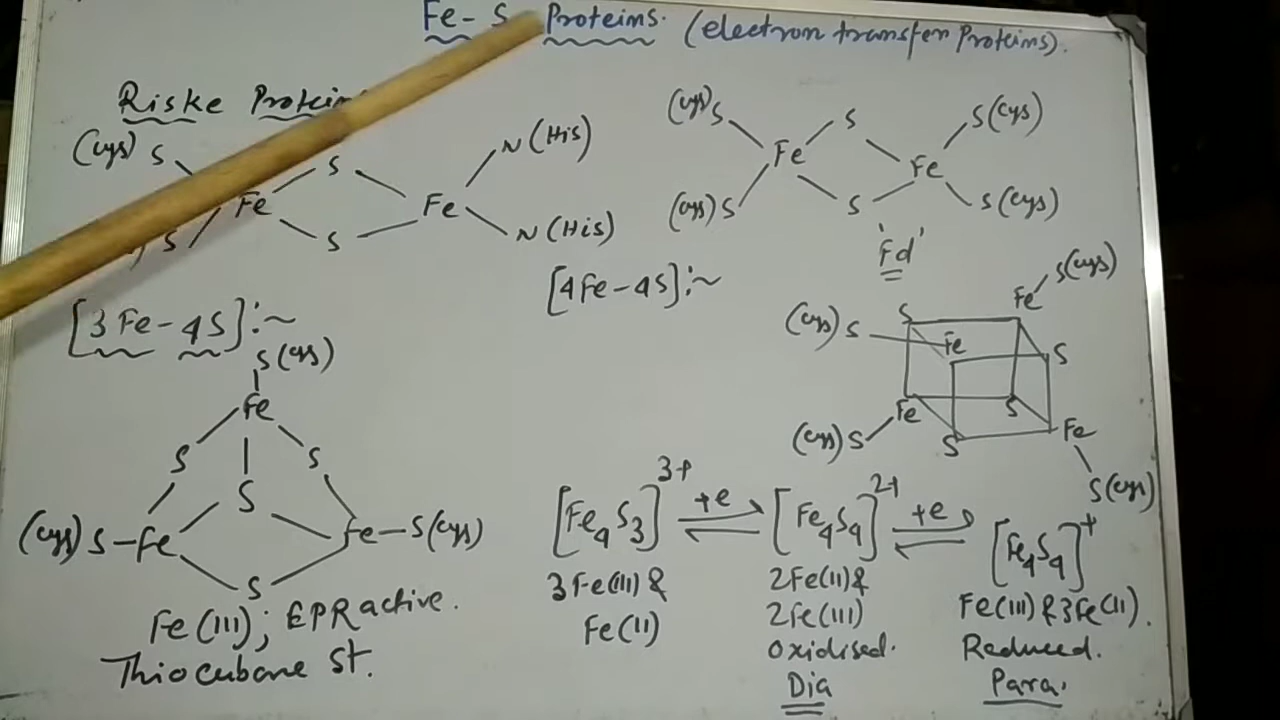 Fe-S Proteins. (electron transfer Proteins).
Riske Protein
(cys) S
S
Fe
S
S
Fe
N (His)
N (His)
(cys) S
(cys) S
Fe
S
S
Fe
S(cys)
S(cys)
'Fd'
[3 Fe - 4S] :~
S(cys)
Fe
S
S
S
(cys) S-Fe
Fe-S(cys)
S
Fe (III); EPR active.
Thiocubane St.
[4Fe-4S] :~
S
Fe
S(cys)
(cys) S
Fe
S
Fe
S
(cys) S
S
Fe
S(cys)
[Fe4S3]3+ +e ⇌ [Fe4S4]2+ +e ⇌ [Fe4S4]+
3Fe(III) &
Fe(II)
2Fe(II) &
2Fe(III)
Oxidised.
Dia
Fe(III) & 3Fe(II).
Reduced.
Para.